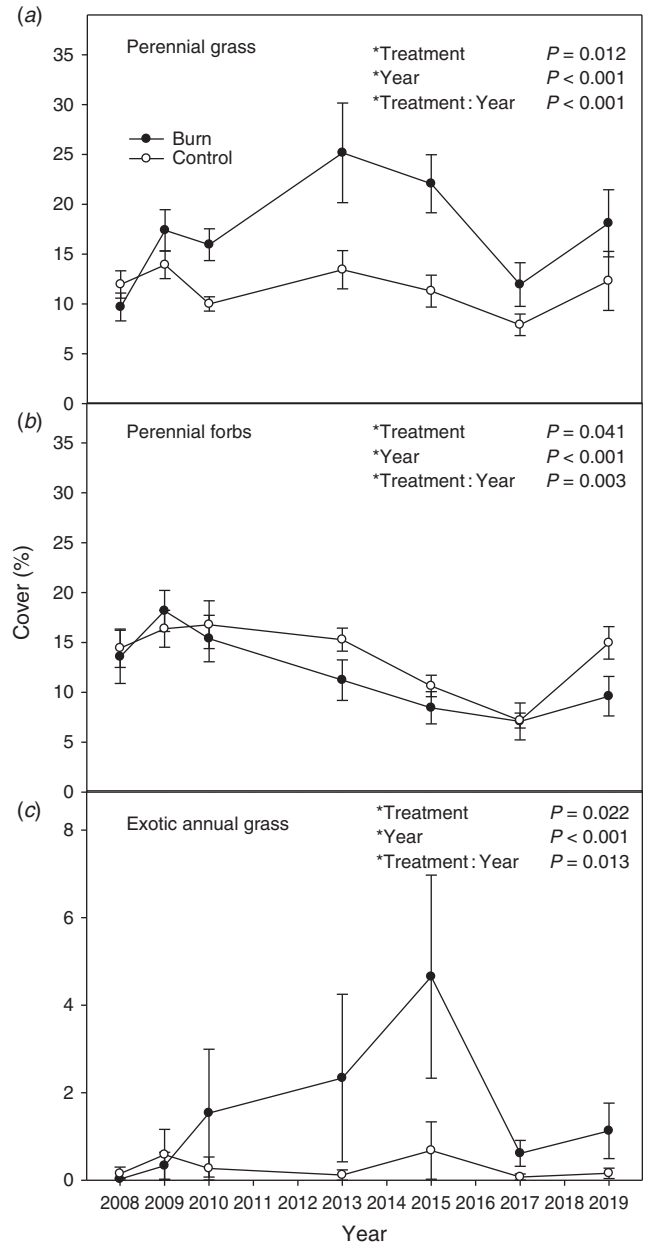 (a)
Perennial grass
*Treatment P = 0.012
*Year P < 0.001
*Treatment : Year P < 0.001
Burn
Control
35
30
25
20
15
10
5
0
(b)
Perennial forbs
*Treatment P = 0.041
*Year P < 0.001
*Treatment : Year P = 0.003
35
30
25
20
15
10
5
0
Cover (%)
(c)
Exotic annual grass
*Treatment P = 0.022
*Year P < 0.001
*Treatment : Year P = 0.013
8
6
4
2
0
2008 2009 2010 2011 2012 2013 2014 2015 2016 2017 2018 2019
Year